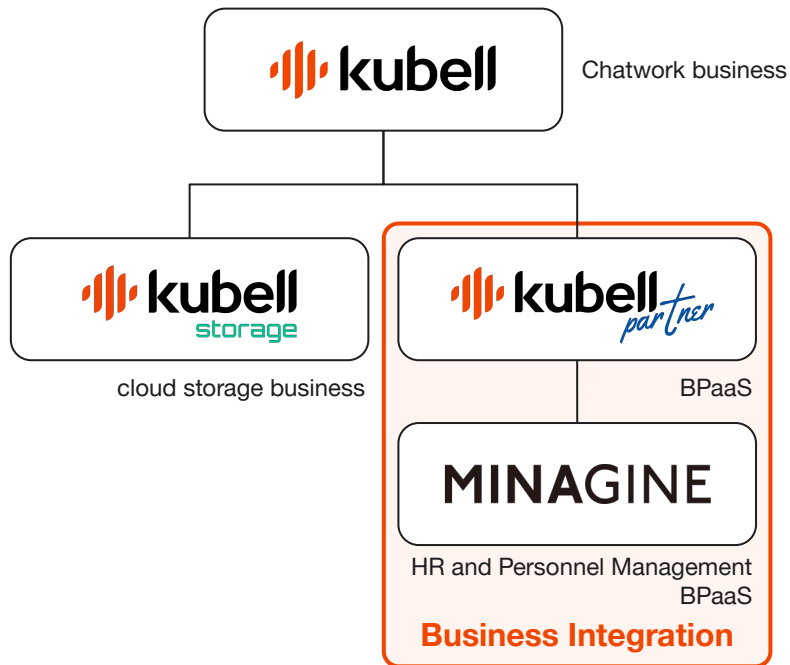 kubell
Chatwork business
kubell
storage
kubell
partner
cloud storage business
BPaaS
MINAGINE
HR and Personnel Management
BPaaS
Business Integration